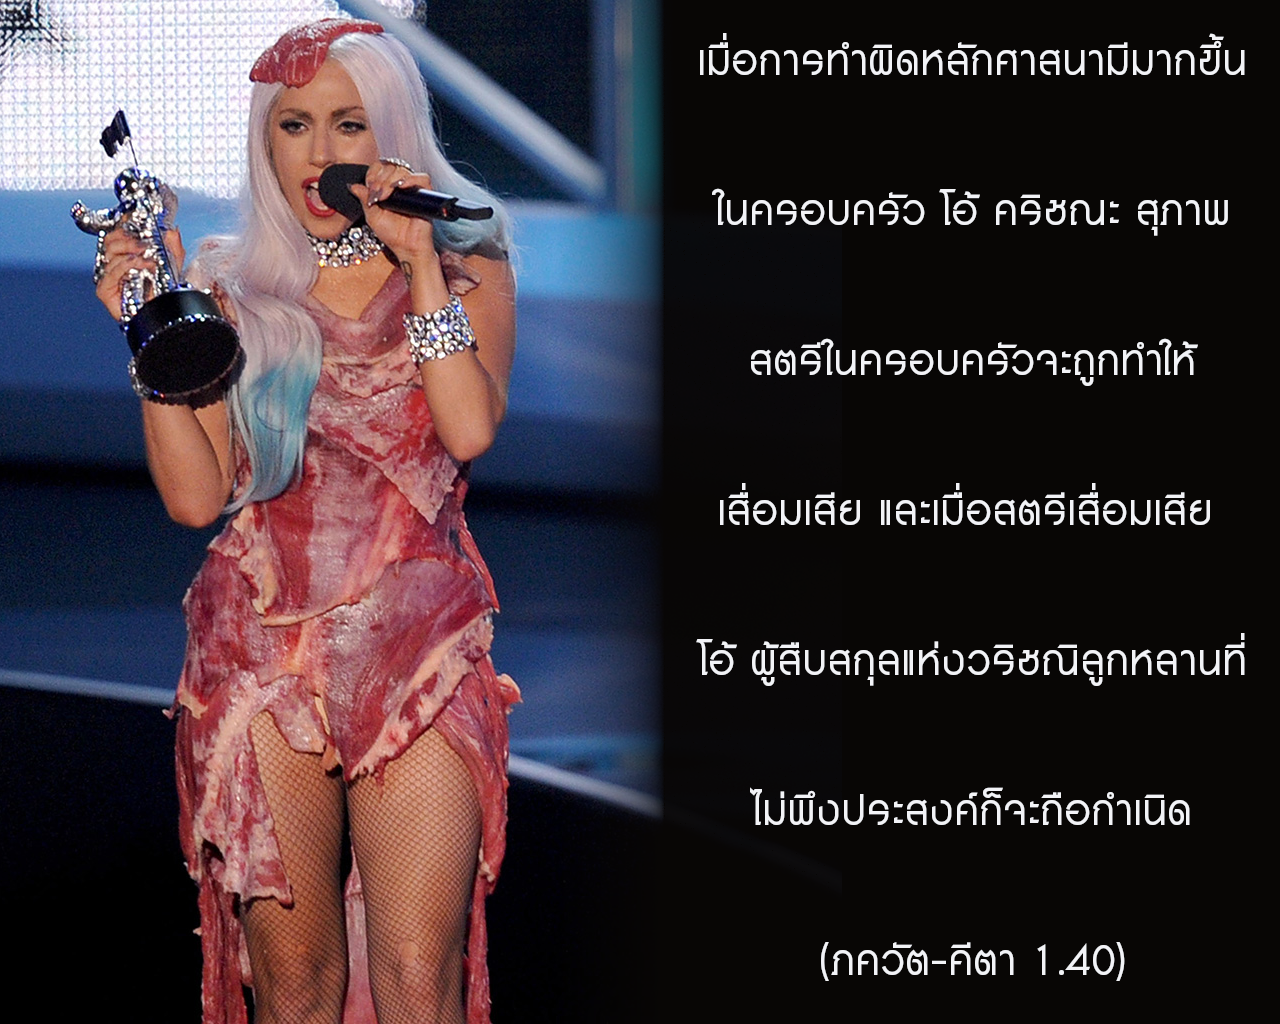 เมื่อการทำผิดหลักศาสนามีมากขึ้น
ในครอบครัว โอ้ คริชณะ สุภาพ
สตรีในครอบครัวจะถูกทำให้
เสื่อมเสีย และเมื่อสตรีเสื่อมเสีย
โอ้ ผู้สืบสกุลแห่งวริชณิลูกหลานที่
ไม่พึงประสงค์ก็จะถือกำเนิด
(ภควัต-คีตา 1.40)